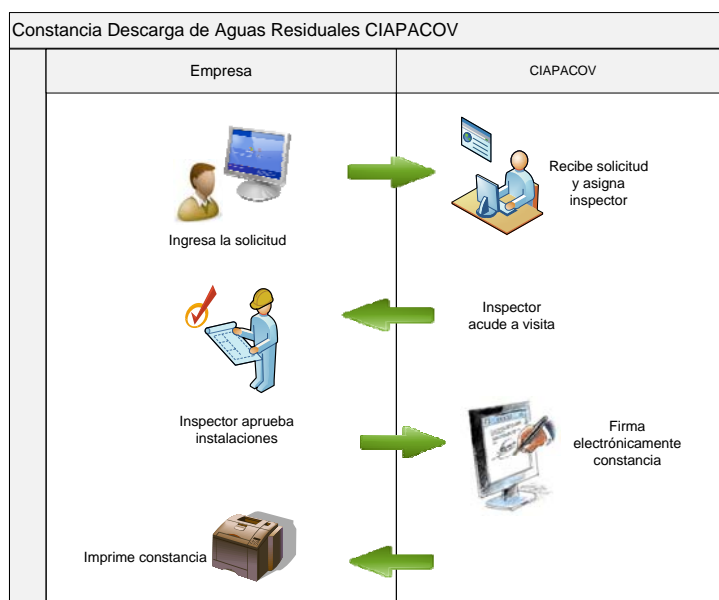 Constancia Descarga de Aguas Residuales CIAPACOV
Empresa
CIAPACOV
Ingresa la solicitud
Recibe solicitud
y asigna
inspector
Inspector
acude a visita
Inspector aprueba
instalaciones
Firma
electrónicamente
constancia
Imprime constancia